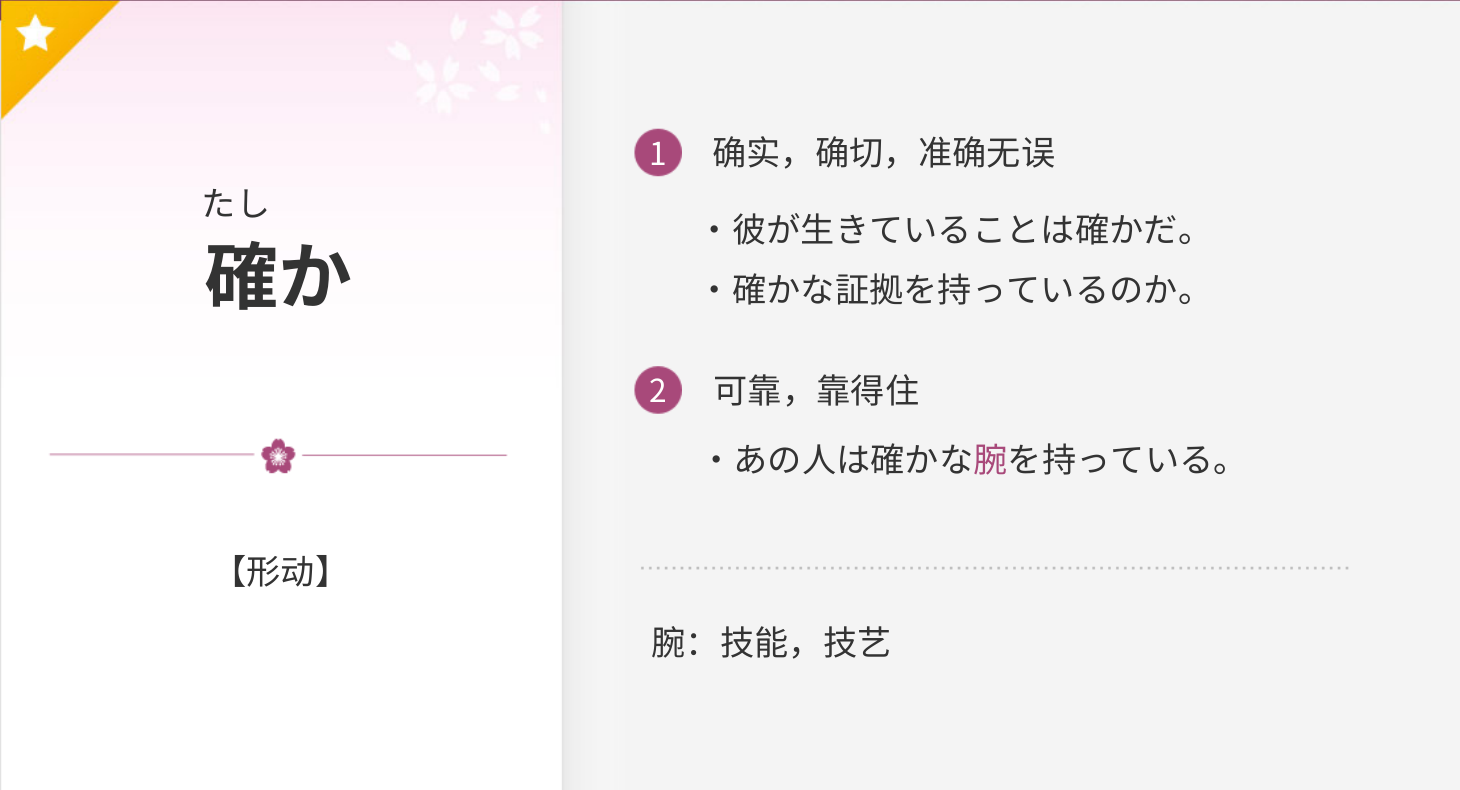 たし
確か
【形动】
1 确实，确切，准确无误
・彼が生きていることは確かだ。
・確かな証拠を持っているのか。
2 可靠，靠得住
・あの人は確かな腕を持っている。
腕：技能，技艺